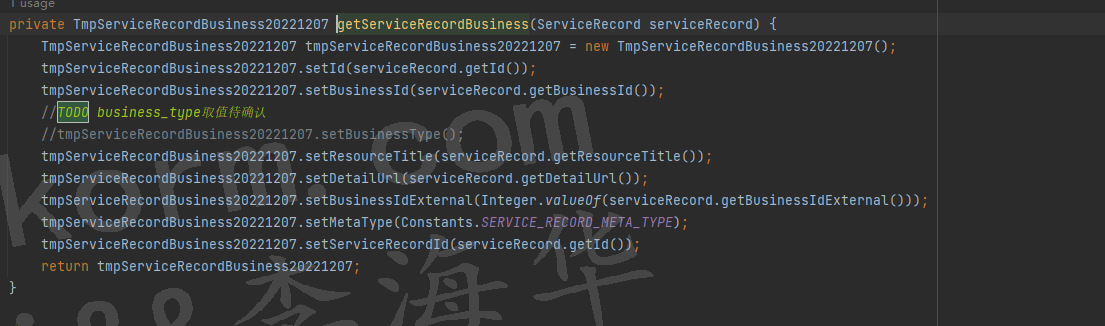 1 usage
private TmpServiceRecordBusiness20221207 getServiceRecordBusiness(ServiceRecord serviceRecord) {
TmpServiceRecordBusiness20221207 tmpServiceRecordBusiness20221207 = new TmpServiceRecordBusiness20221207();
tmpServiceRecordBusiness20221207.setId(serviceRecord.getId());
tmpServiceRecordBusiness20221207.setBusinessId(serviceRecord.getBusinessId());
//TODO business_type取值待确认
//tmpServiceRecordBusiness20221207.setBusinessType();
tmpServiceRecordBusiness20221207.setResourceTitle(serviceRecord.getResourceTitle());
tmpServiceRecordBusiness20221207.setDetailUrl(serviceRecord.getDetailUrl());
tmpServiceRecordBusiness20221207.setBusinessIdExternal(Integer.valueOf(serviceRecord.getBusinessIdExternal()));
tmpServiceRecordBusiness20221207.setMetaType(Constants.SERVICE_RECORD_META_TYPE);
tmpServiceRecordBusiness20221207.setServiceRecordId(serviceRecord.getId());
return tmpServiceRecordBusiness20221207;
}
korm.com
&&李海华